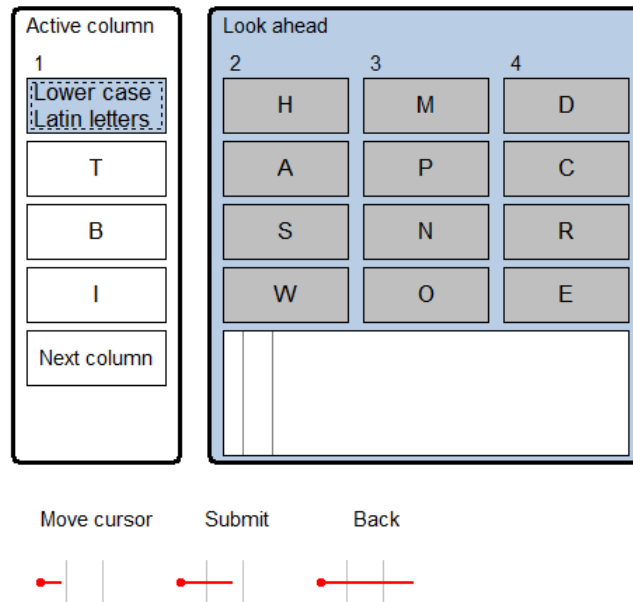 Active column
Look ahead
1
2
3
4
Lower case
Latin letters
H
M
D
T
A
P
C
B
S
N
R
I
W
O
E
Next column
Move cursor
Submit
Back